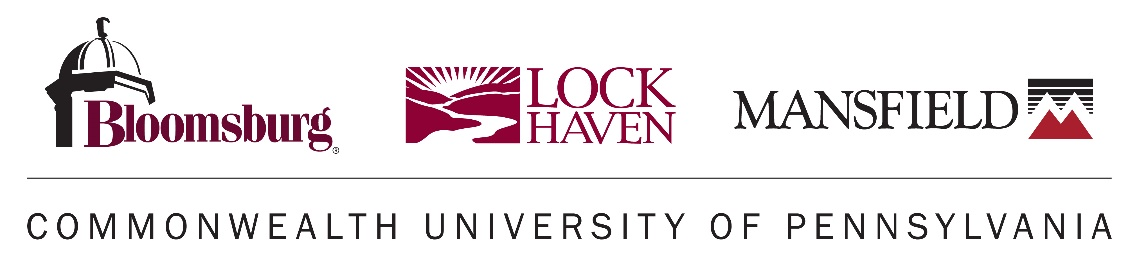 Bloomsburg®
LOCK
HAVEN
MANSFIELD
COMMONWEALTH UNIVERSITY OF PENNSYLVANIA